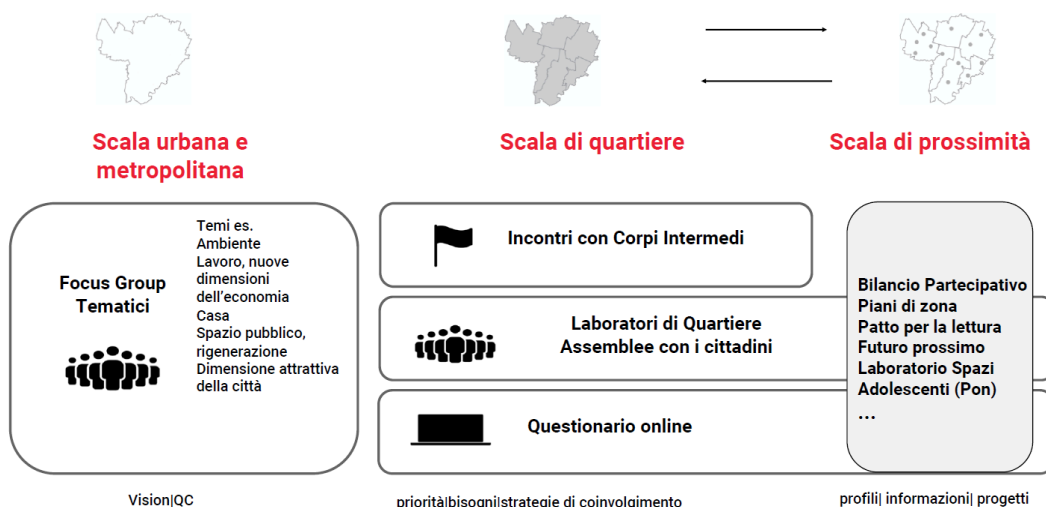 Scala urbana e
metropolitana
Scala di quartiere
Scala di prossimità
Focus Group
Tematici
Temi es.
Ambiente
Lavoro, nuove
dimensioni
dell'economia
Casa
Spazio pubblico,
rigenerazione
Dimensione attrattiva
della città
Incontri con Corpi Intermedi
Laboratori di Quartiere
Assemblee con i cittadini
Questionario online
Bilancio Partecipativo
Piani di zona
Patto per la lettura
Futuro prossimo
Laboratorio Spazi
Adolescenti (Pon)
...
Vision|QC
priorità|bisogni|strategie di coinvolgimento
profili| informazioni| progetti